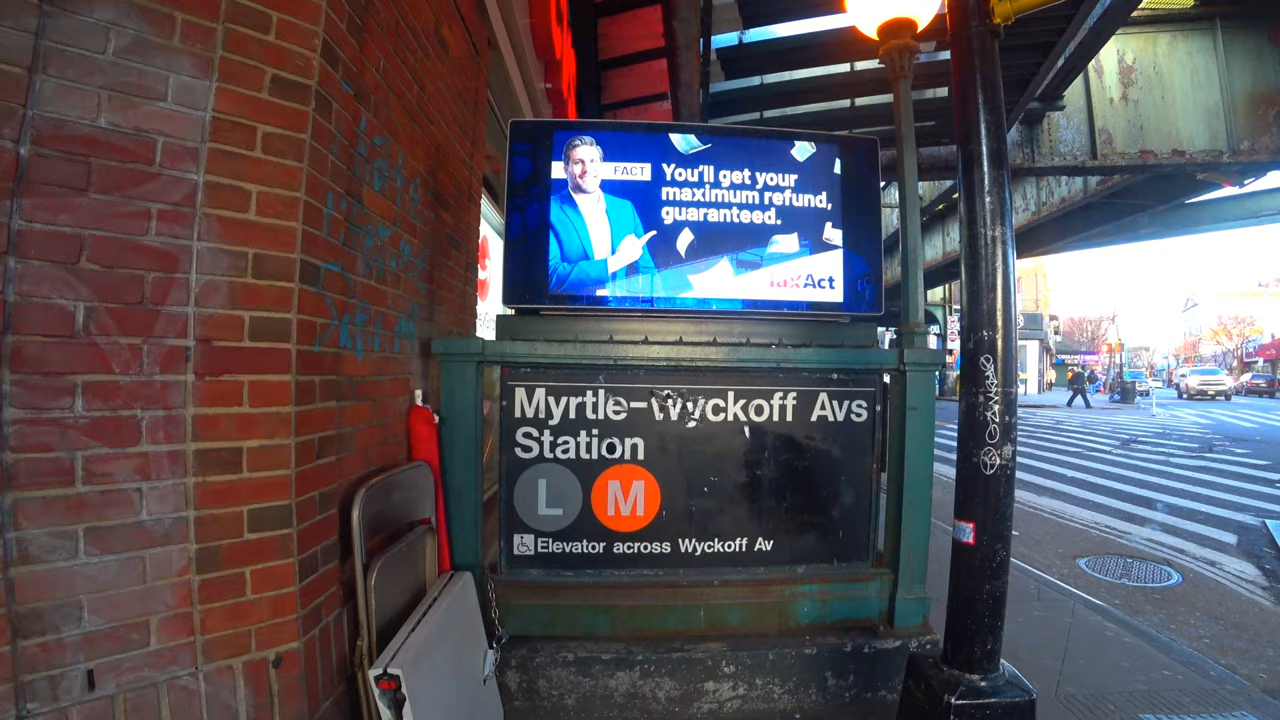 FACT
You'll get your
maximum refund,
guaranteed.
TaxAct
Myrtle-Wyckoff Avs
Station
L M
Elevator across Wyckoff Av